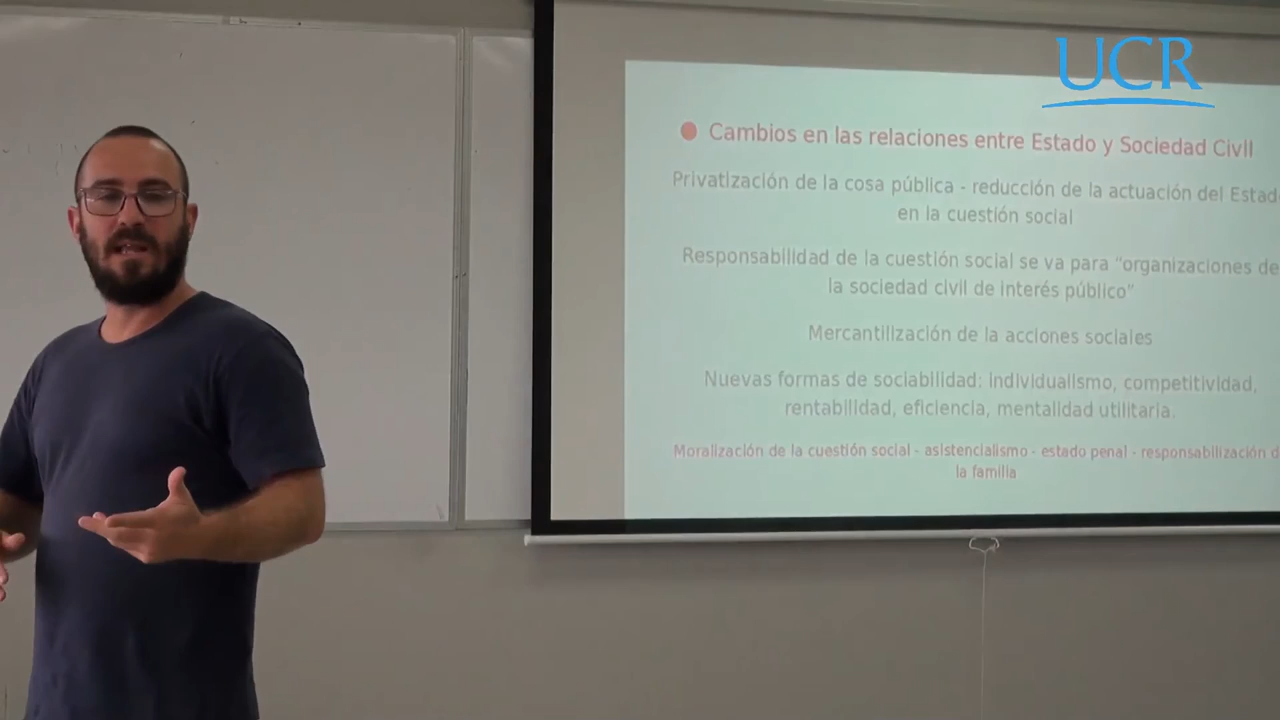 UCR
Cambios en las relaciones entre Estado y Sociedad Civil
Privatización de la cosa pública - reducción de la actuación del Estad
en la cuestión social
Responsabilidad de la cuestión social se va para “organizaciones de
la sociedad civil de interés público”
Mercantilización de la acciones sociales
Nuevas formas de sociabilidad: individualismo, competitividad,
rentabilidad, eficiencia, mentalidad utilitaria.
Moralización de la cuestión social - asistencialismo - estado penal - responsabilización d
la familia